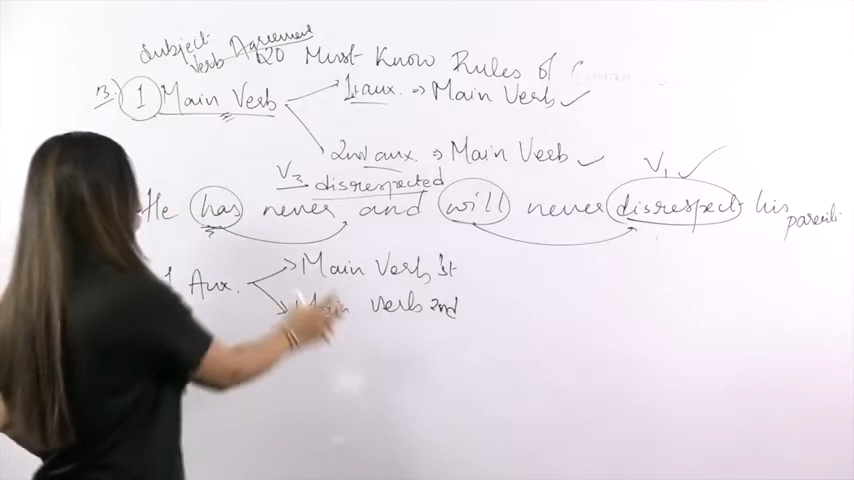 Subject Verb Agreement
120 Must Know Rules of
13.) 1 Main Verb
1st aux. ⇒ Main Verb ✓
2nd aux. ⇒ Main Verb ✓
V3 disrespected
V1 ✓
He has never and will never disrespect his parents
1 Aux.
Main Verb 1st
Main verb 2nd